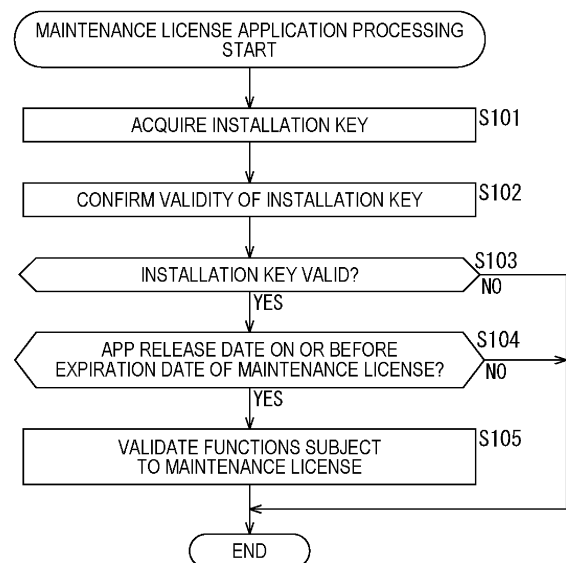 MAINTENANCE LICENSE APPLICATION PROCESSING
START
ACQUIRE INSTALLATION KEY
S101
CONFIRM VALIDITY OF INSTALLATION KEY
S102
INSTALLATION KEY VALID?
S103
NO
YES
APP RELEASE DATE ON OR BEFORE
EXPIRATION DATE OF MAINTENANCE LICENSE?
S104
NO
YES
VALIDATE FUNCTIONS SUBJECT
TO MAINTENANCE LICENSE
S105
END